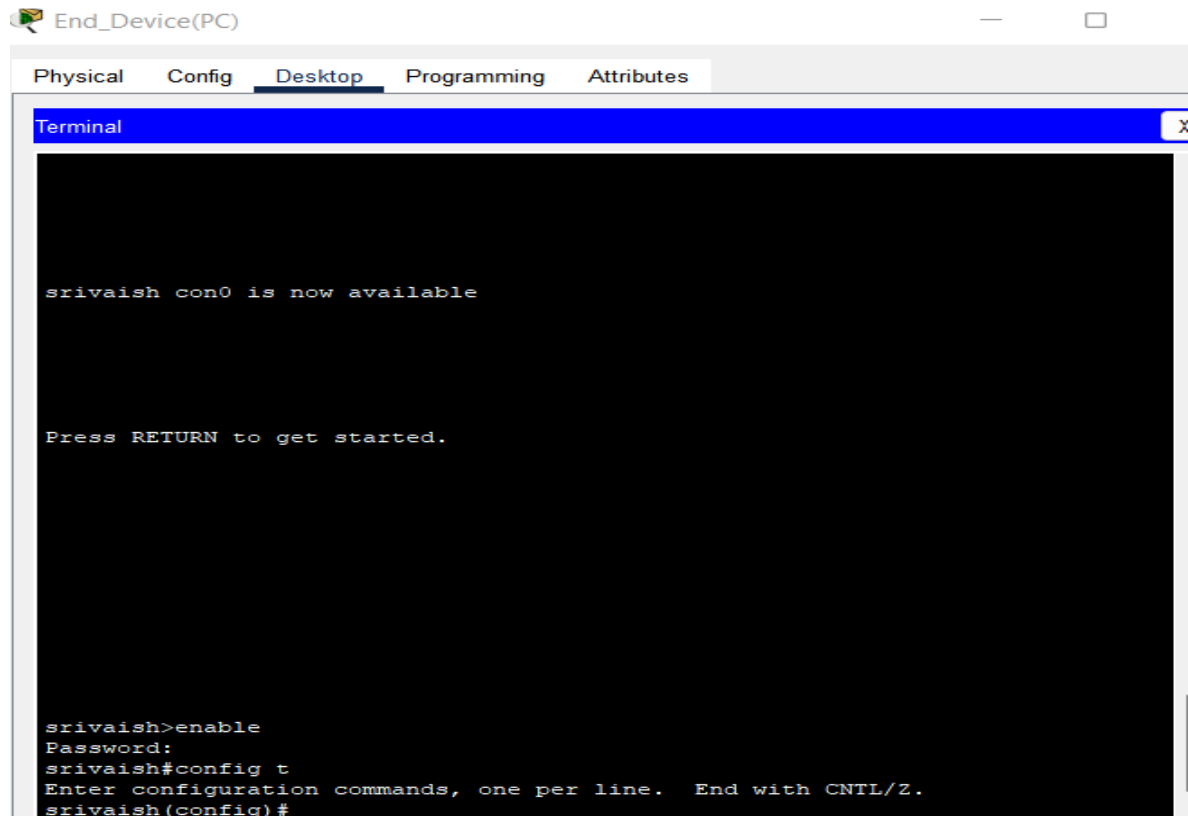 End_Device(PC)
Physical Config Desktop Programming Attributes
Terminal
X
srivaish con0 is now available
Press RETURN to get started.
srivaish>enable
Password:
srivaish#config t
Enter configuration commands, one per line.  End with CNTL/Z.
srivaish(config)#